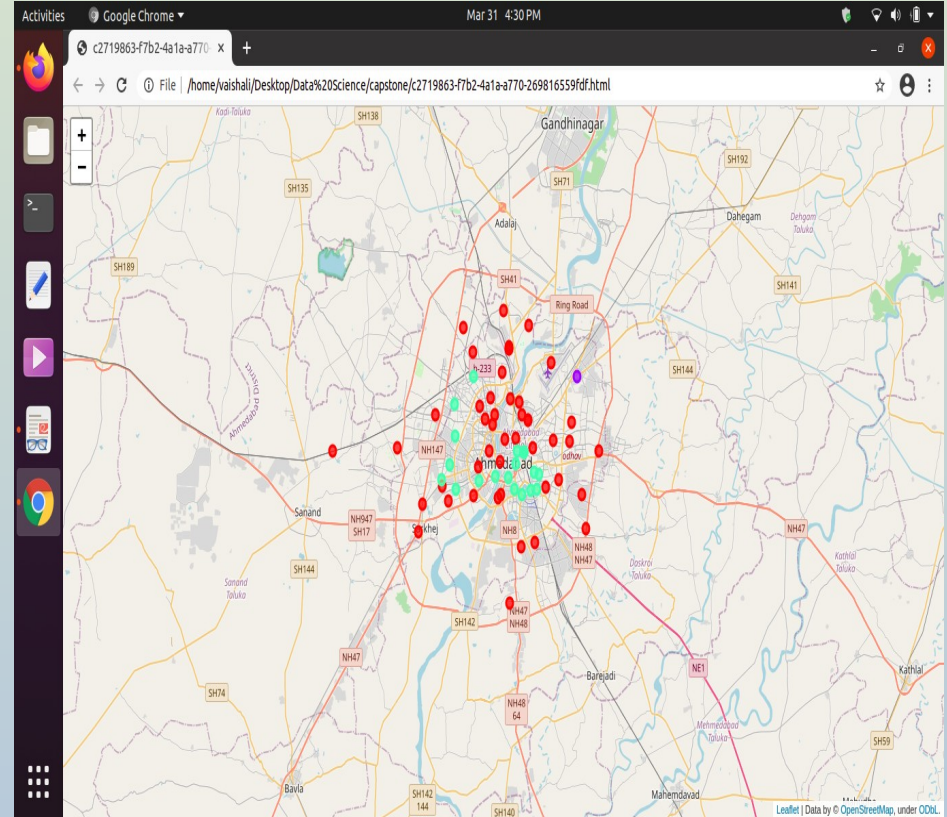 Activities
Google Chrome ▾
Mar 31 4:30 PM
c2719863-f7b2-4a1a-a770-
x
+
File | /home/vaishali/Desktop/Data%20Science/capstone/c2719863-f7b2-4a1a-a770-269816559fdf.html
+
−
Kadi-Taluka
SH138
Gandhinagar
SH192
SH71
SH135
Dahegam
Dehgam
Taluka
Adalaj
SH189
SH41
SH141
Ring Road
SH144
NH147
Ahmedabad
odhav
Sanand
NH947
SH17
NH8
NH47
NH48
NH47
SH144
Daskroi
Taluka
Kathlal
Taluka
Sanand
Taluka
NH47
NH48
SH142
NH47
NE1
Kathlal
Barejadi
SH74
NH48
64
Mehmedabad
Taluka
SH59
Bavla
SH142
144
SH140
Mahemdavad
Leaflet | Data by © OpenStreetMap, under ODbL.